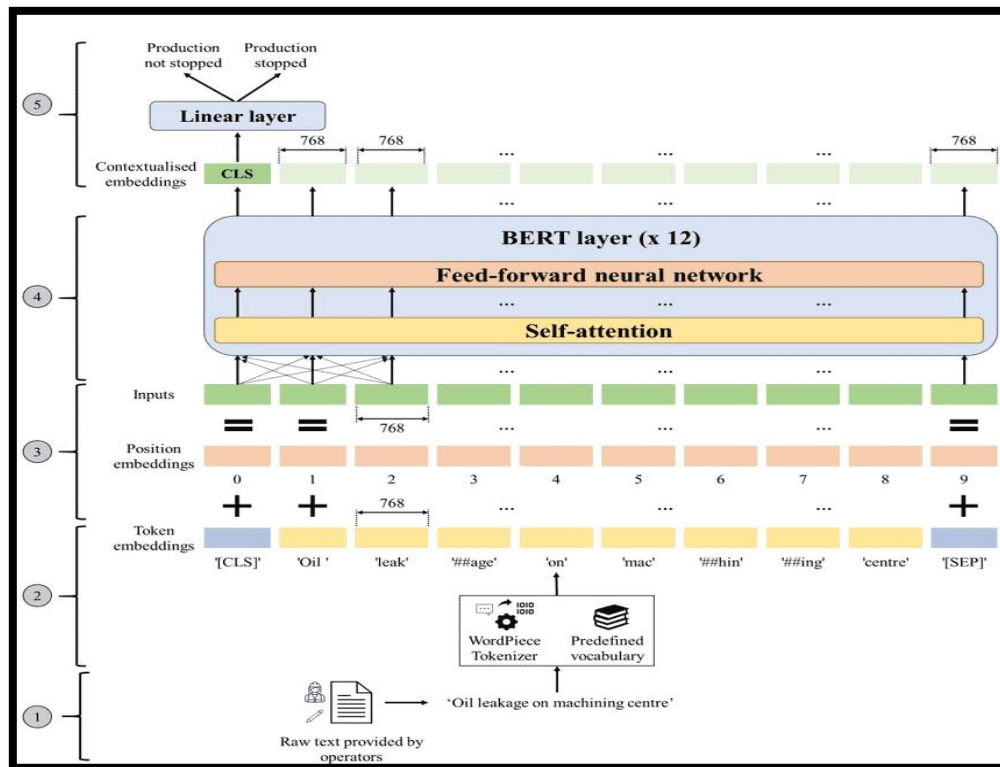 Production not stopped
Production stopped
5
Linear layer
768
768
...
...
...
768
Contextualised embeddings
CLS
...
...
...
BERT layer (x 12)
Feed-forward neural network
4
...
...
...
Self-attention
...
...
...
Inputs
768
...
...
...
3
Position embeddings
0 1 2 3 4 5 6 7 8 9
768
...
...
...
Token embeddings
'[CLS]' 'Oil ' 'leak' '##age' 'on' 'mac' '##hin' '##ing' 'centre' '[SEP]'
2
1010
1010
WordPiece Tokenizer
Predefined vocabulary
1
'Oil leakage on machining centre'
Raw text provided by operators